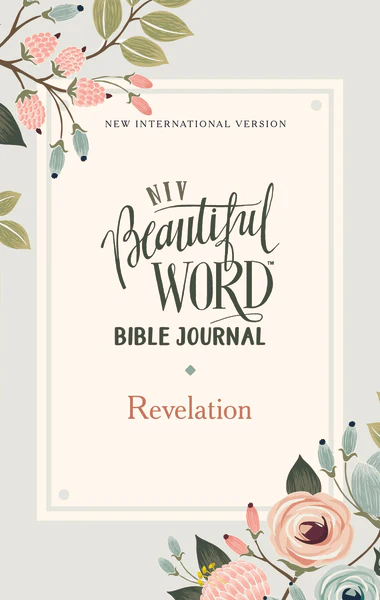 NEW INTERNATIONAL VERSION
NIV
Beautiful
WORD™
BIBLE JOURNAL
Revelation